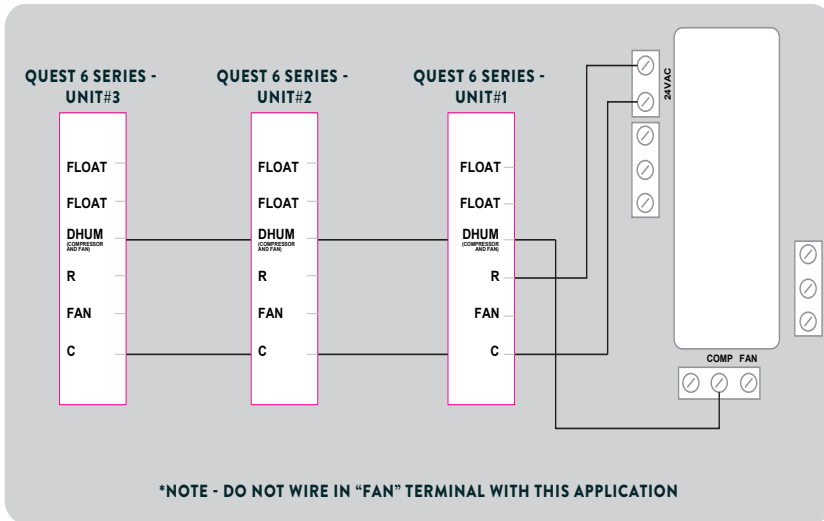 QUEST 6 SERIES -
UNIT#3
QUEST 6 SERIES -
UNIT#2
QUEST 6 SERIES -
UNIT#1
FLOAT
FLOAT
DHUM
(COMPRESSOR
AND FAN)
R
FAN
C
FLOAT
FLOAT
DHUM
(COMPRESSOR
AND FAN)
R
FAN
C
FLOAT
FLOAT
DHUM
(COMPRESSOR
AND FAN)
R
FAN
C
24VAC
COMP FAN
*NOTE - DO NOT WIRE IN “FAN” TERMINAL WITH THIS APPLICATION